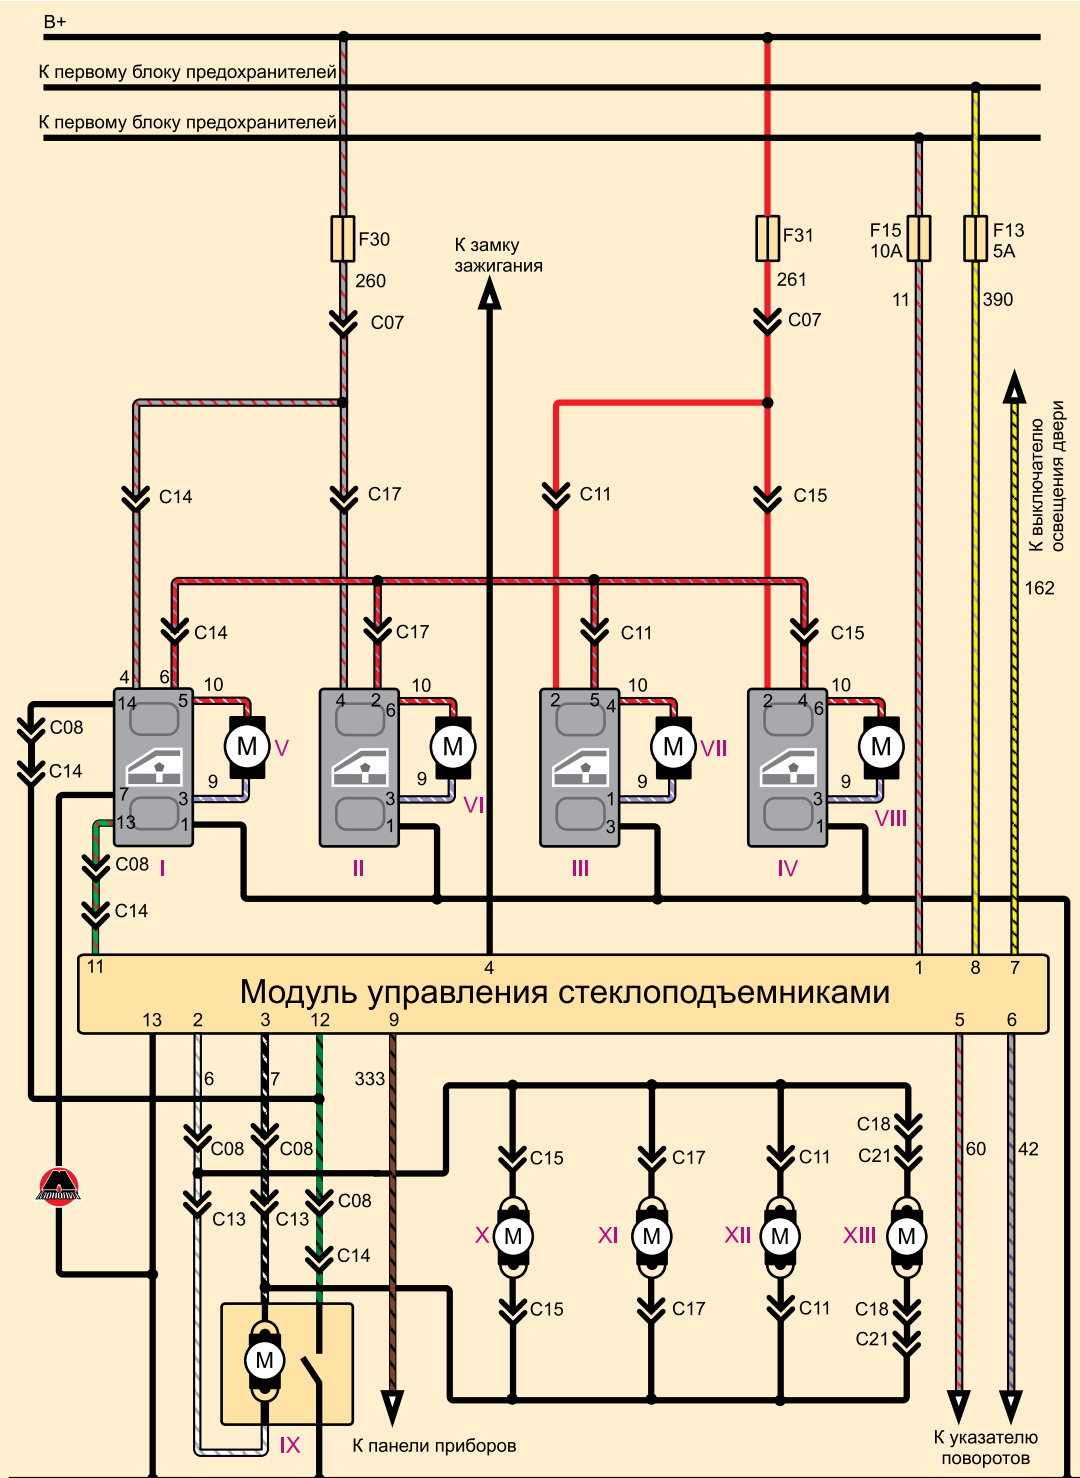 B+
К первому блоку предохранителей
К первому блоку предохранителей
F30
F31
F15
10A
F13
5A
К замку
зажигания
260
261
11
390
C07
C07
К выключателю
освещения двери
C14
C17
C11
C15
162
C14
C17
C11
C15
4
6
14
5
10
4
2
6
10
2
5
4
10
2
4
6
10
C08
M
V
M
M
VII
M
C14
7
3
9
3
9
VI
1
9
3
9
VIII
13
1
1
3
1
C08
I
II
III
IV
C14
11
4
1
8
7
Модуль управления стеклоподъемниками
13
2
3
12
9
5
6
6
7
333
C18
C08
C08
C15
C17
C11
C21
60
42
C13
C13
C08
X
M
XI
M
XII
M
XIII
M
МОНОЛИТ
C14
C15
C17
C11
C18
C21
M
IX
К панели приборов
К указателю
поворотов